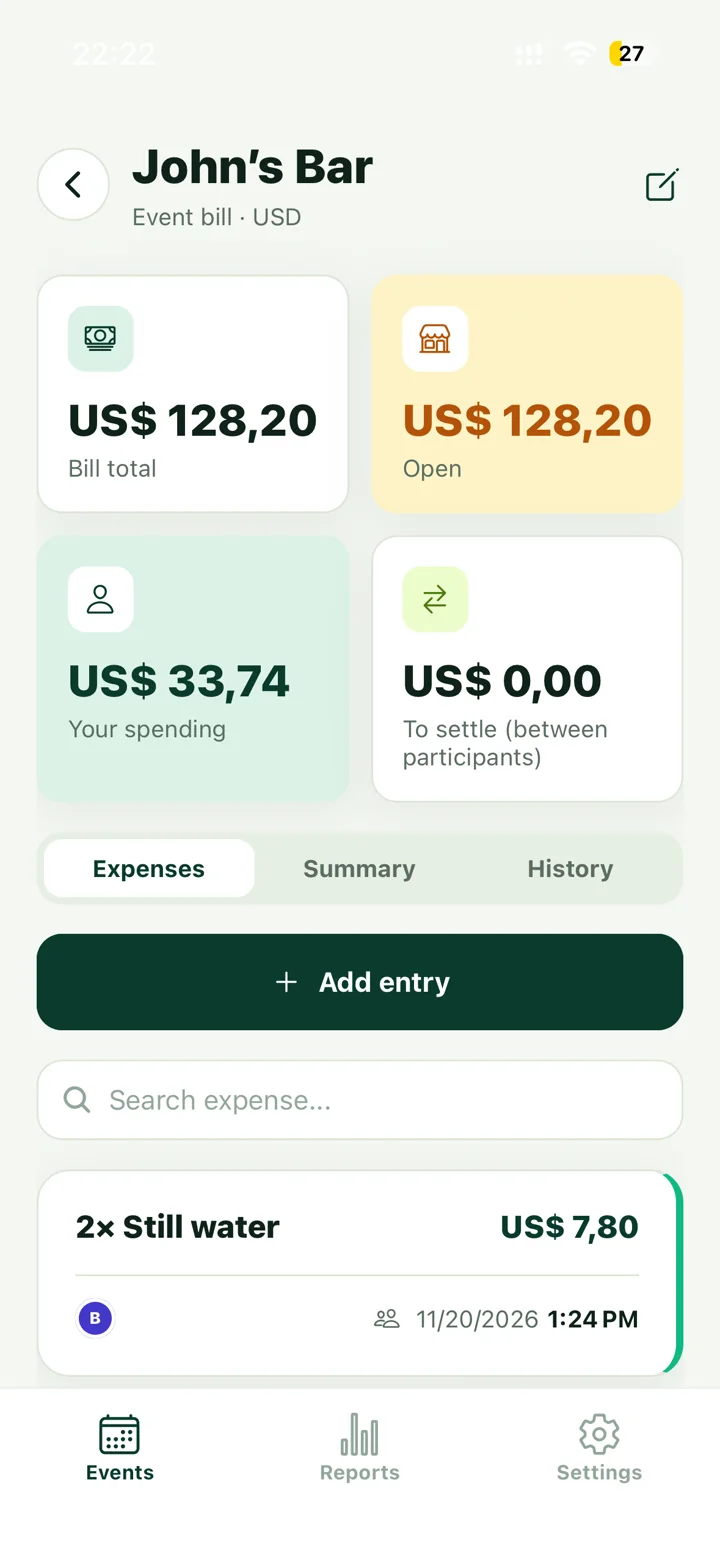 22:22
27
John's Bar
Event bill · USD
US$ 128,20
Bill total
US$ 128,20
Open
US$ 33,74
Your spending
US$ 0,00
To settle (between
participants)
Expenses Summary History
+ Add entry
Search expense...
2× Still water US$ 7,80
B 11/20/2026 1:24 PM
Events Reports Settings